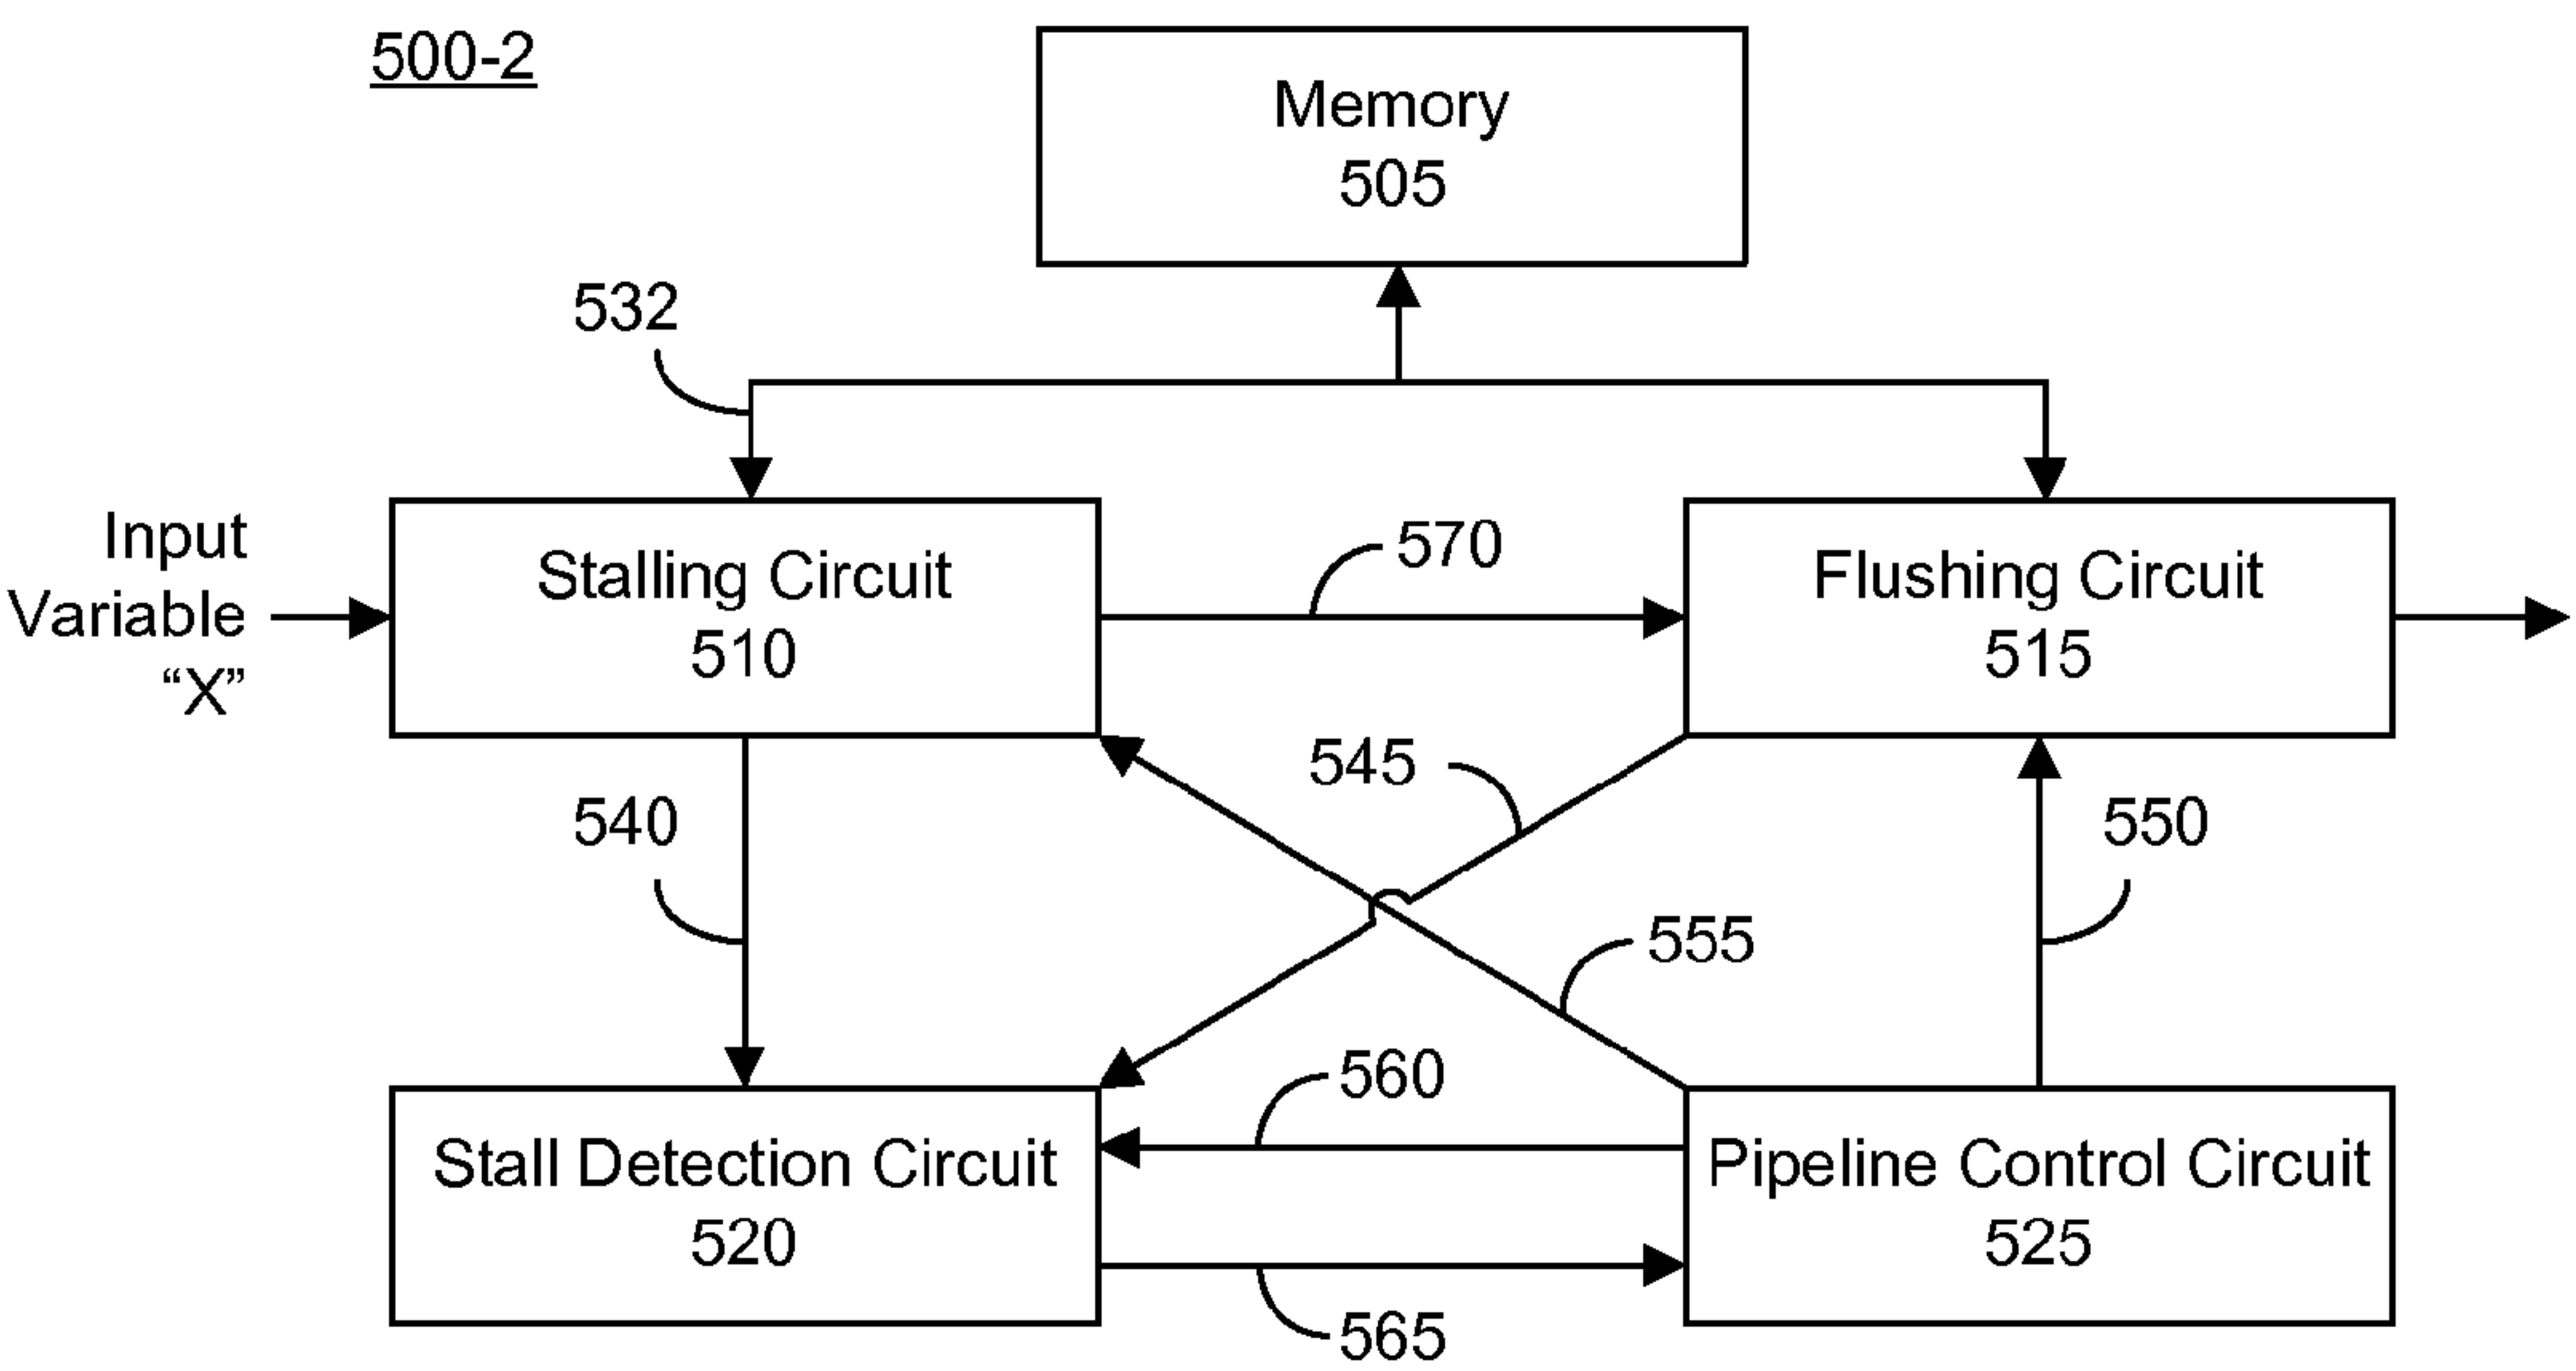 500-2
Memory
505
532
Input
Variable
“X”
Stalling Circuit
510
570
Flushing Circuit
515
545
540
550
555
560
Stall Detection Circuit
520
Pipeline Control Circuit
525
565